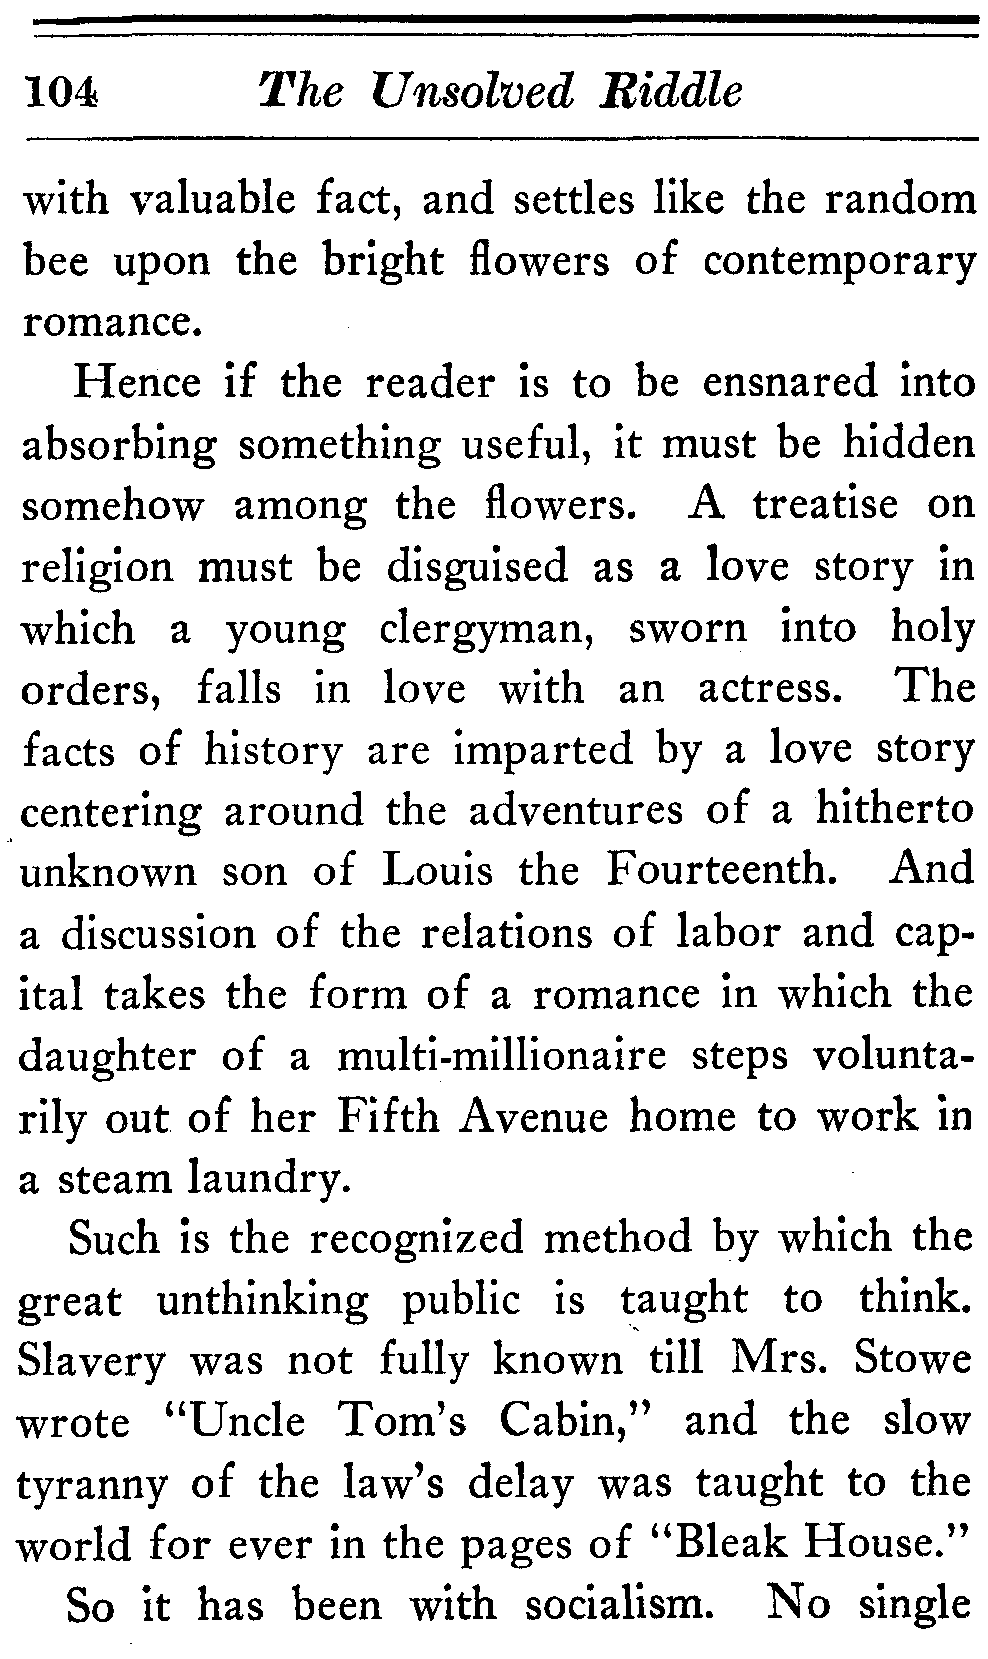 104 The Unsolved Riddle
with valuable fact, and settles like the random
bee upon the bright flowers of contemporary
romance.
Hence if the reader is to be ensnared into
absorbing something useful, it must be hidden
somehow among the flowers. A treatise on
religion must be disguised as a love story in
which a young clergyman, sworn into holy
orders, falls in love with an actress. The
facts of history are imparted by a love story
centering around the adventures of a hitherto
unknown son of Louis the Fourteenth. And
a discussion of the relations of labor and cap-
ital takes the form of a romance in which the
daughter of a multi-millionaire steps volunta-
rily out of her Fifth Avenue home to work in
a steam laundry.
Such is the recognized method by which the
great unthinking public is taught to think.
Slavery was not fully known till Mrs. Stowe
wrote “Uncle Tom's Cabin,” and the slow
tyranny of the law's delay was taught to the
world for ever in the pages of “Bleak House.”
So it has been with socialism. No single